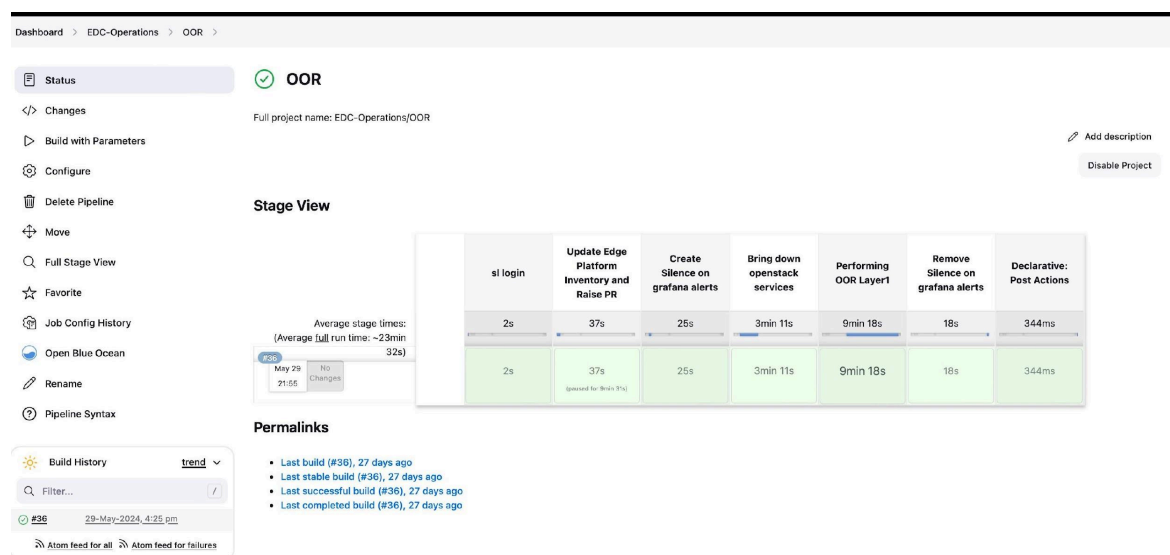 Dashboard > EDC-Operations > OOR >
Status
Changes
Build with Parameters
Configure
Delete Pipeline
Move
Full Stage View
Favorite
Job Config History
Open Blue Ocean
Rename
Pipeline Syntax
Build History
trend
Filter...
/
#36
29-May-2024, 4:25 pm
Atom feed for all Atom feed for failures
OOR
Full project name: EDC-Operations/OOR
Add description
Disable Project
Stage View
sl login
Update Edge
Platform
Inventory and
Raise PR
Create
Silence on
grafana alerts
Bring down
openstack
services
Performing
OOR Layer1
Remove
Silence on
grafana alerts
Declarative:
Post Actions
Average stage times:
(Average full run time: ~23min
32s)
2s
37s
25s
3min 11s
9min 18s
18s
344ms
#36
May 29
21:55
No
Changes
2s
37s
(paused for 9min 31s)
25s
3min 11s
9min 18s
18s
344ms
Permalinks
Last build (#36), 27 days ago
Last stable build (#36), 27 days ago
Last successful build (#36), 27 days ago
Last completed build (#36), 27 days ago